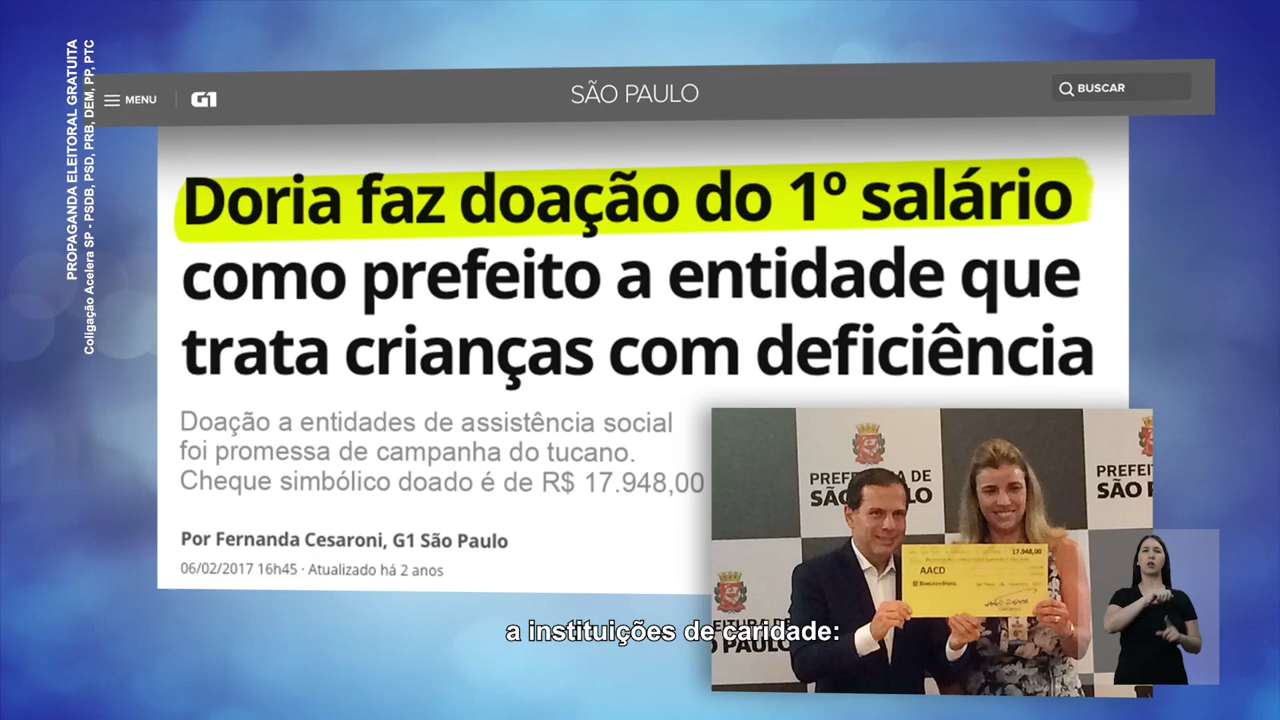 PROPAGANDA ELEITORAL GRATUITA
Coligação Acelera SP - PSDB, PSD, PRB, DEM, PP, PTC
MENU
G1
SÃO PAULO
BUSCAR
Doria faz doação do 1º salário
como prefeito a entidade que
trata crianças com deficiência
Doação a entidades de assistência social
foi promessa de campanha do tucano.
Cheque simbólico doado é de R$ 17.948,00
Por Fernanda Cesaroni, G1 São Paulo
06/02/2017 16h45 · Atualizado há 2 anos
PREFEITURA DE
SÃO PAULO
PREFEIT
SÃO P
17.948,00
AACD
EITURA DE
O PAULO
a instituições de caridade: